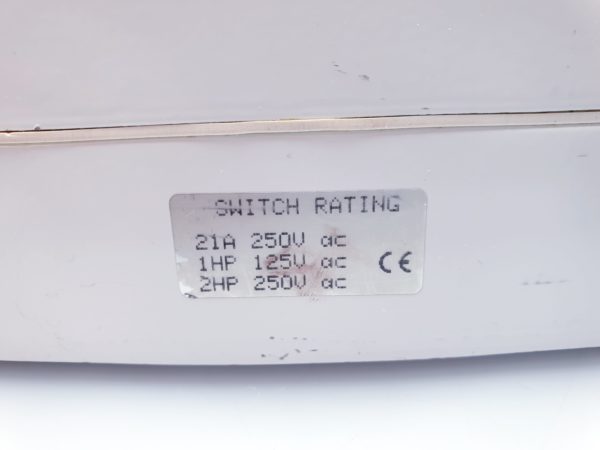 SWITCH RATING
21A 250V ac
1HP 125V ac CE
2HP 250V ac